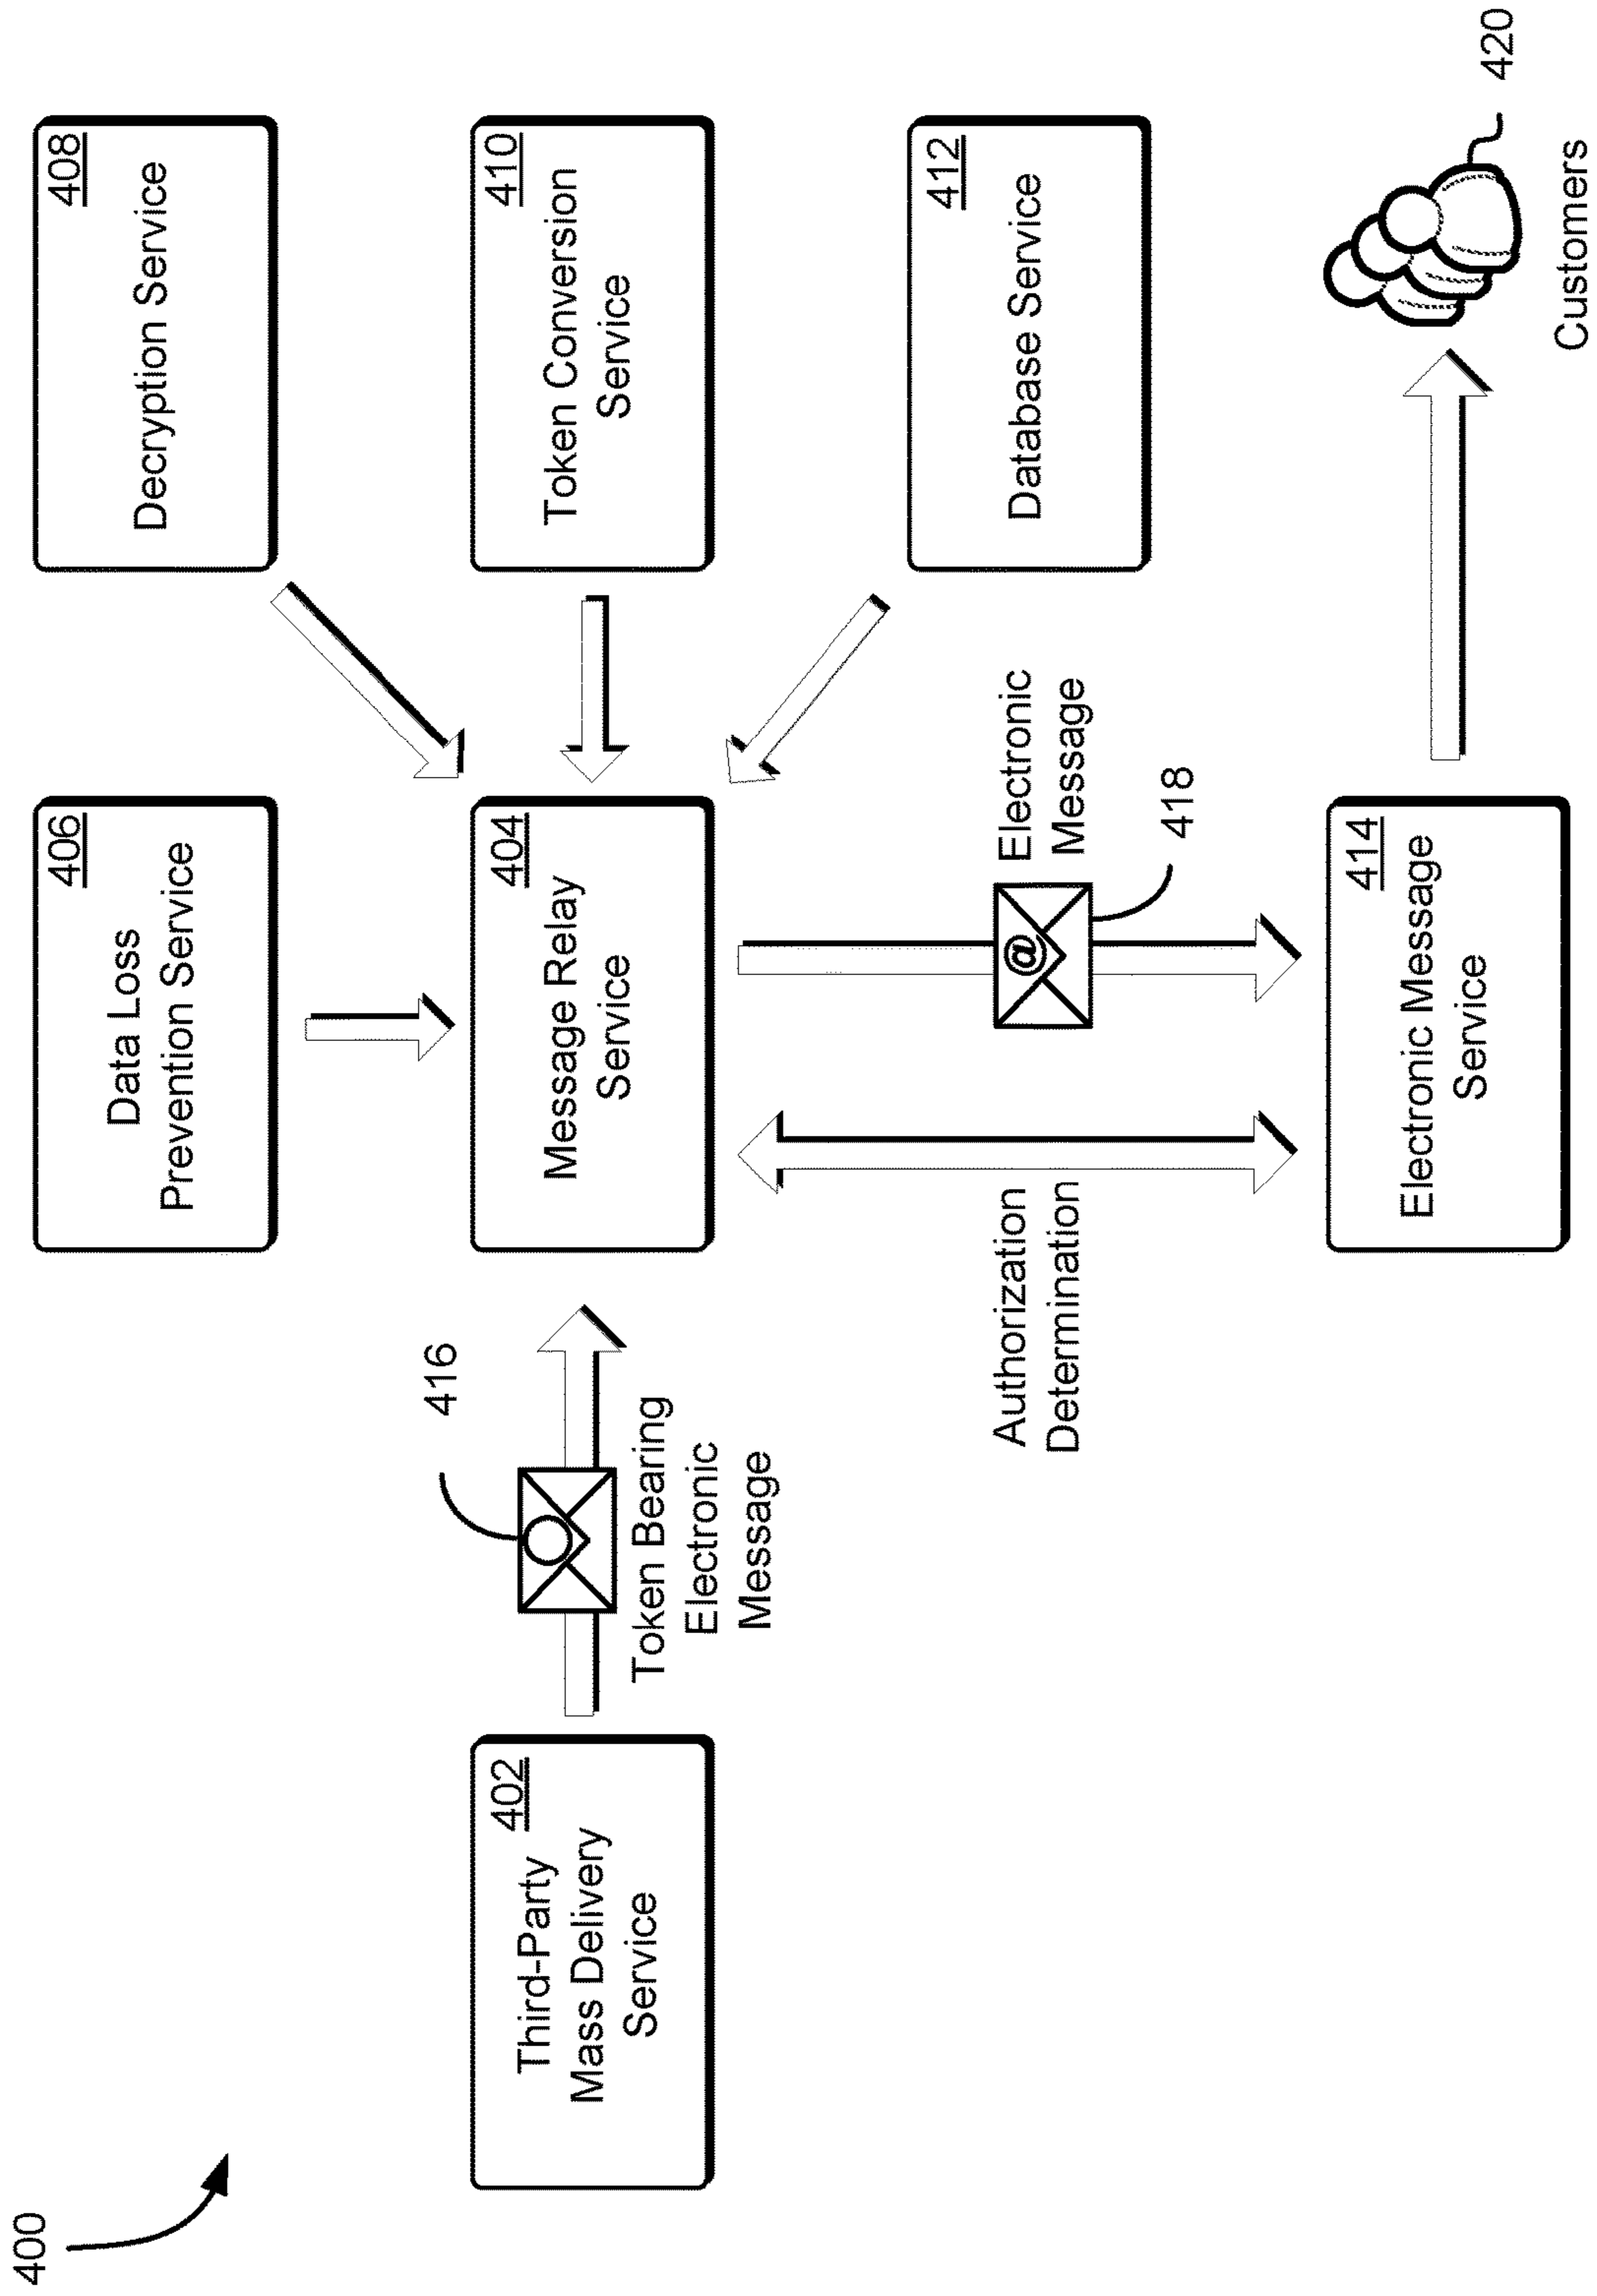 400
406
Data Loss
Prevention Service
408
Decryption Service
416
402
Third-Party
Mass Delivery
Service
Token Bearing
Electronic
Message
404
Message Relay
Service
410
Token Conversion
Service
Authorization
Determination
Electronic
Message
418
412
Database Service
414
Electronic Message
Service
420
Customers
@